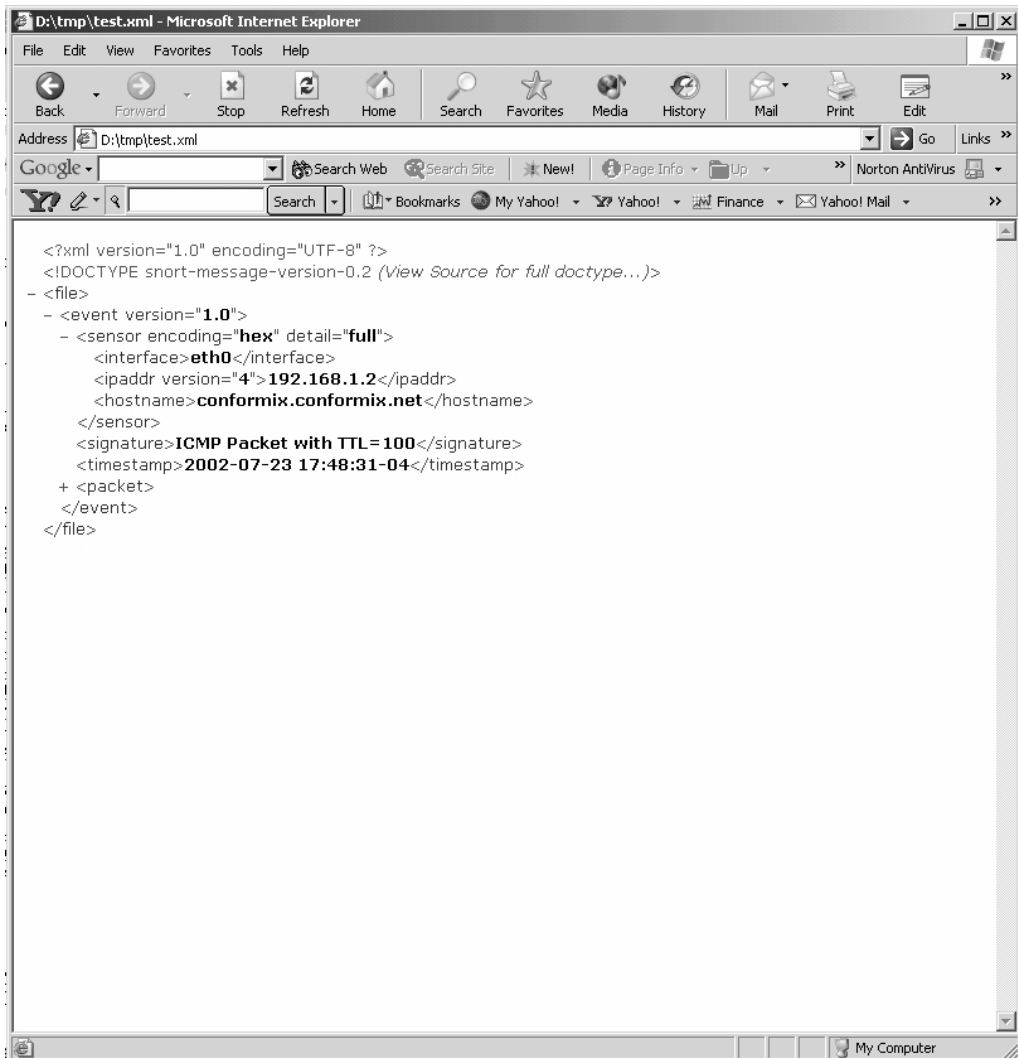 D:\tmp\test.xml - Microsoft Internet Explorer
File Edit View Favorites Tools Help
Back Forward Stop Refresh Home Search Favorites Media History Mail Print Edit »
Address D:\tmp\test.xml Go Links »
Google Search Web Search Site New! Page Info Up » Norton AntiVirus
Y! Search Bookmarks My Yahoo! Y! Yahoo! Finance Yahoo! Mail »
<?xml version="1.0" encoding="UTF-8" ?>
<!DOCTYPE snort-message-version-0.2 (View Source for full doctype...)>
- <file>
- <event version="1.0">
- <sensor encoding="hex" detail="full">
<interface>eth0</interface>
<ipaddr version="4">192.168.1.2</ipaddr>
<hostname>conformix.conformix.net</hostname>
</sensor>
<signature>ICMP Packet with TTL=100</signature>
<timestamp>2002-07-23 17:48:31-04</timestamp>
+ <packet>
</event>
</file>
My Computer